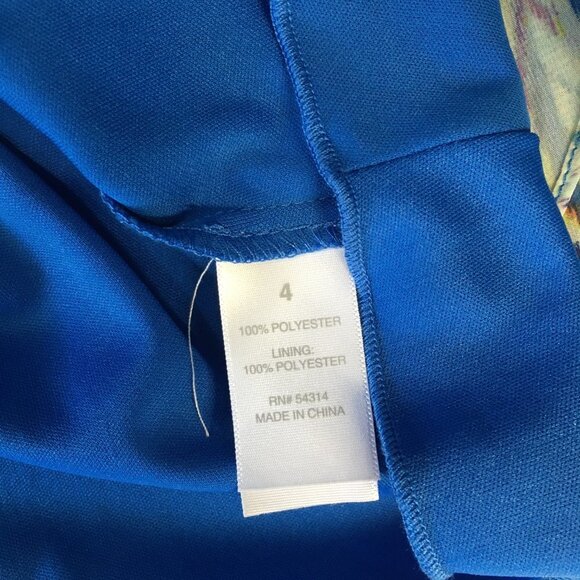 4
100% POLYESTER
LINING:
100% POLYESTER
RN# 54314
MADE IN CHINA